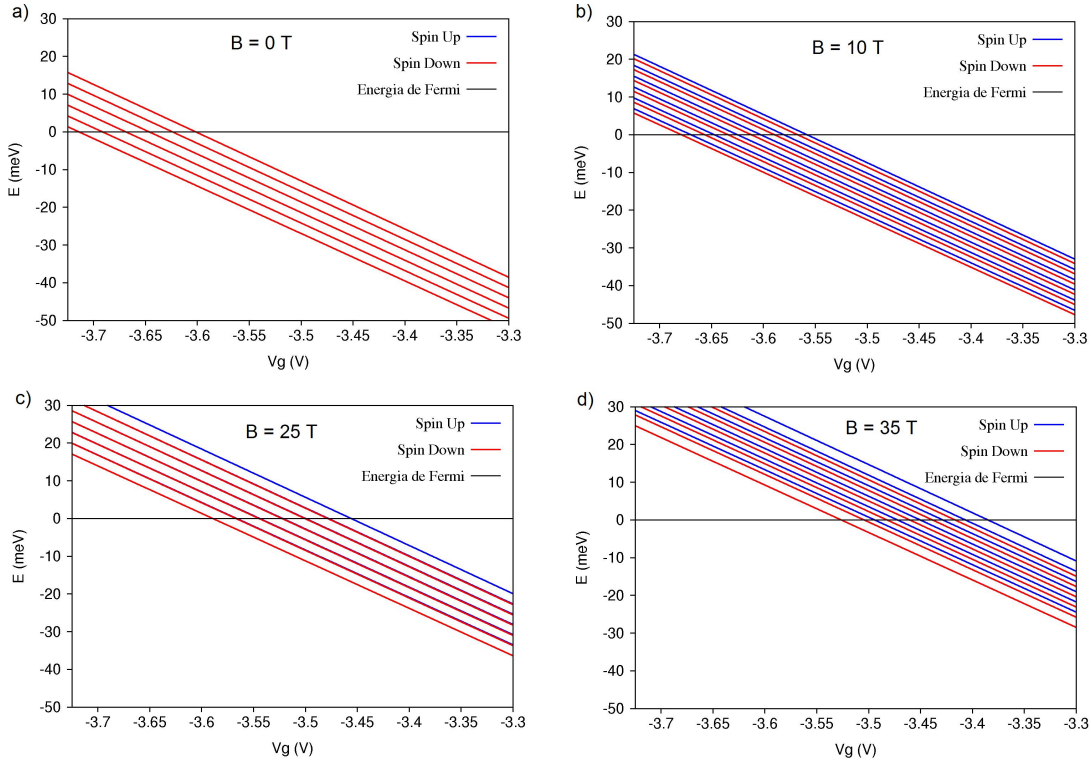 a)
B = 0 T
Spin Up
Spin Down
Energia de Fermi
30
20
10
0
-10
-20
-30
-40
-50
E (meV)
-3.7 -3.65 -3.6 -3.55 -3.5 -3.45 -3.4 -3.35 -3.3
Vg (V)
b)
B = 10 T
Spin Up
Spin Down
Energia de Fermi
30
20
10
0
-10
-20
-30
-40
-50
E (meV)
-3.7 -3.65 -3.6 -3.55 -3.5 -3.45 -3.4 -3.35 -3.3
Vg (V)
c)
B = 25 T
Spin Up
Spin Down
Energia de Fermi
30
20
10
0
-10
-20
-30
-40
-50
E (meV)
-3.7 -3.65 -3.6 -3.55 -3.5 -3.45 -3.4 -3.35 -3.3
Vg (V)
d)
B = 35 T
Spin Up
Spin Down
Energia de Fermi
30
20
10
0
-10
-20
-30
-40
-50
E (meV)
-3.7 -3.65 -3.6 -3.55 -3.5 -3.45 -3.4 -3.35 -3.3
Vg (V)